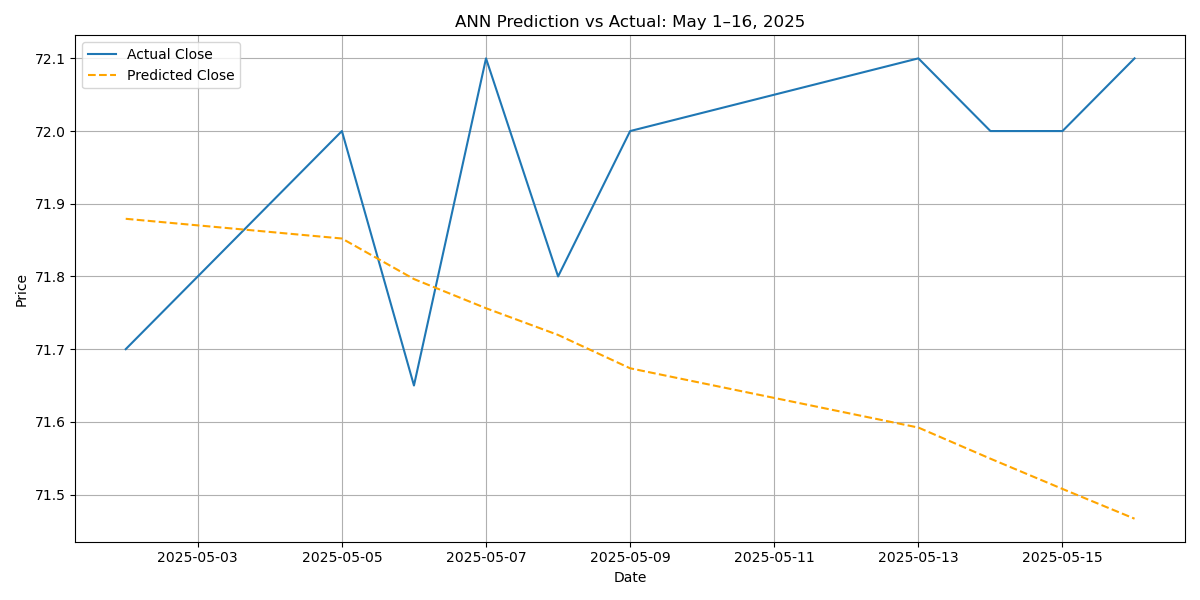 ANN Prediction vs Actual: May 1–16, 2025
Actual Close
Predicted Close
72.1
72.0
71.9
71.8
71.7
71.6
71.5
Price
2025-05-03
2025-05-05
2025-05-07
2025-05-09
2025-05-11
2025-05-13
2025-05-15
Date